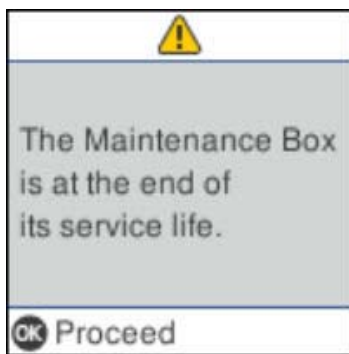 The Maintenance Box
is at the end of
its service life.
OK Proceed